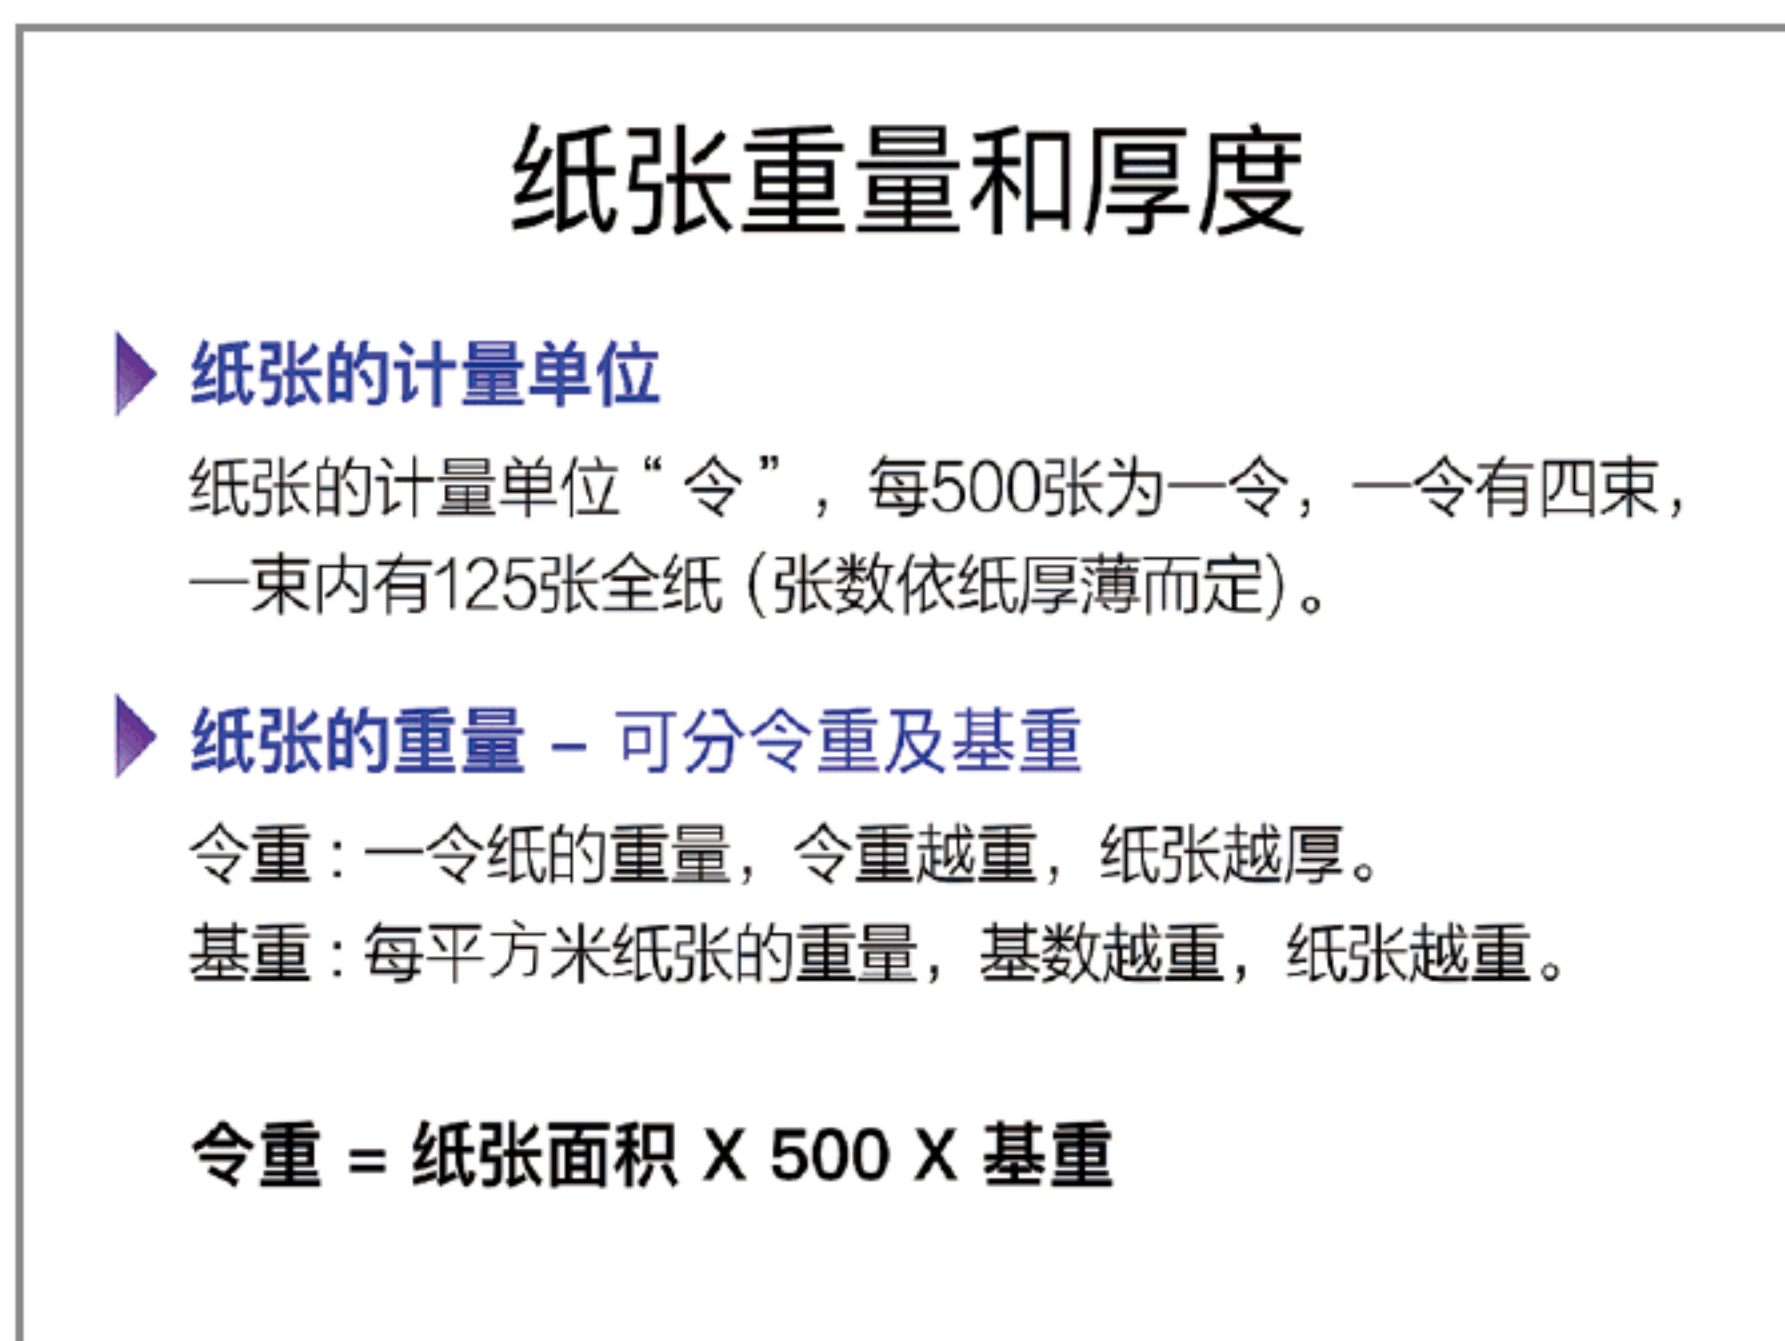 纸张重量和厚度
纸张的计量单位
纸张的计量单位“令”，每500张为一令，一令有四束，
一束内有125张全纸 (张数依纸厚薄而定)。
纸张的重量 – 可分令重及基重
令重：一令纸的重量，令重越重，纸张越厚。
基重：每平方米纸张的重量，基数越重，纸张越重。
令重 = 纸张面积 X 500 X 基重